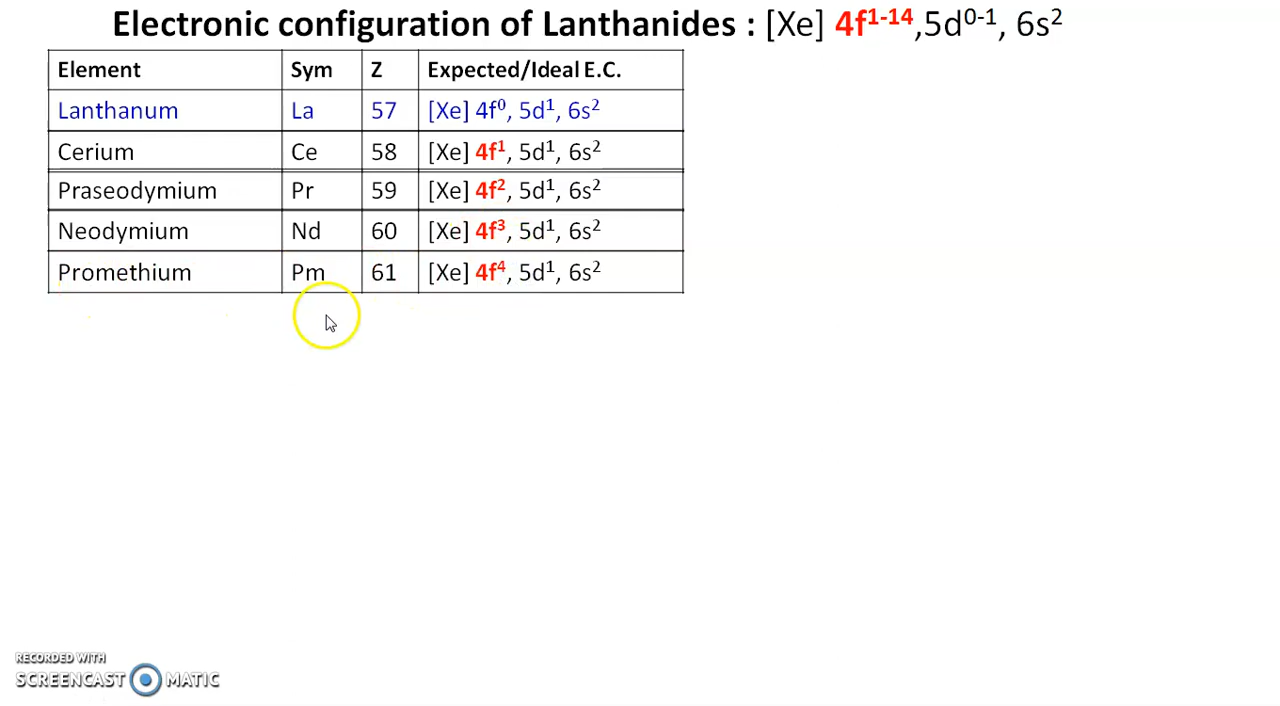 Electronic configuration of Lanthanides : [Xe] 4f¹⁻¹⁴,5d⁰⁻¹, 6s²
Element Sym Z Expected/Ideal E.C.
Lanthanum La 57 [Xe] 4f⁰, 5d¹, 6s²
Cerium Ce 58 [Xe] 4f¹, 5d¹, 6s²
Praseodymium Pr 59 [Xe] 4f², 5d¹, 6s²
Neodymium Nd 60 [Xe] 4f³, 5d¹, 6s²
Promethium Pm 61 [Xe] 4f⁴, 5d¹, 6s²
RECORDED WITH
SCREENCAST MATIC